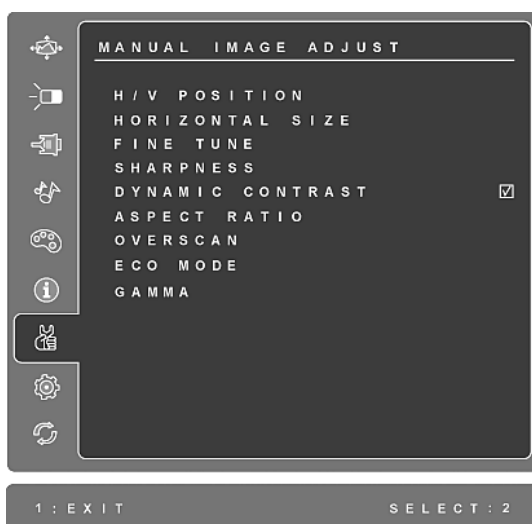 MANUAL IMAGE ADJUST
H/V POSITION
HORIZONTAL SIZE
FINE TUNE
SHARPNESS
DYNAMIC CONTRAST
ASPECT RATIO
OVERSCAN
ECO MODE
GAMMA
1:EXIT SELECT:2